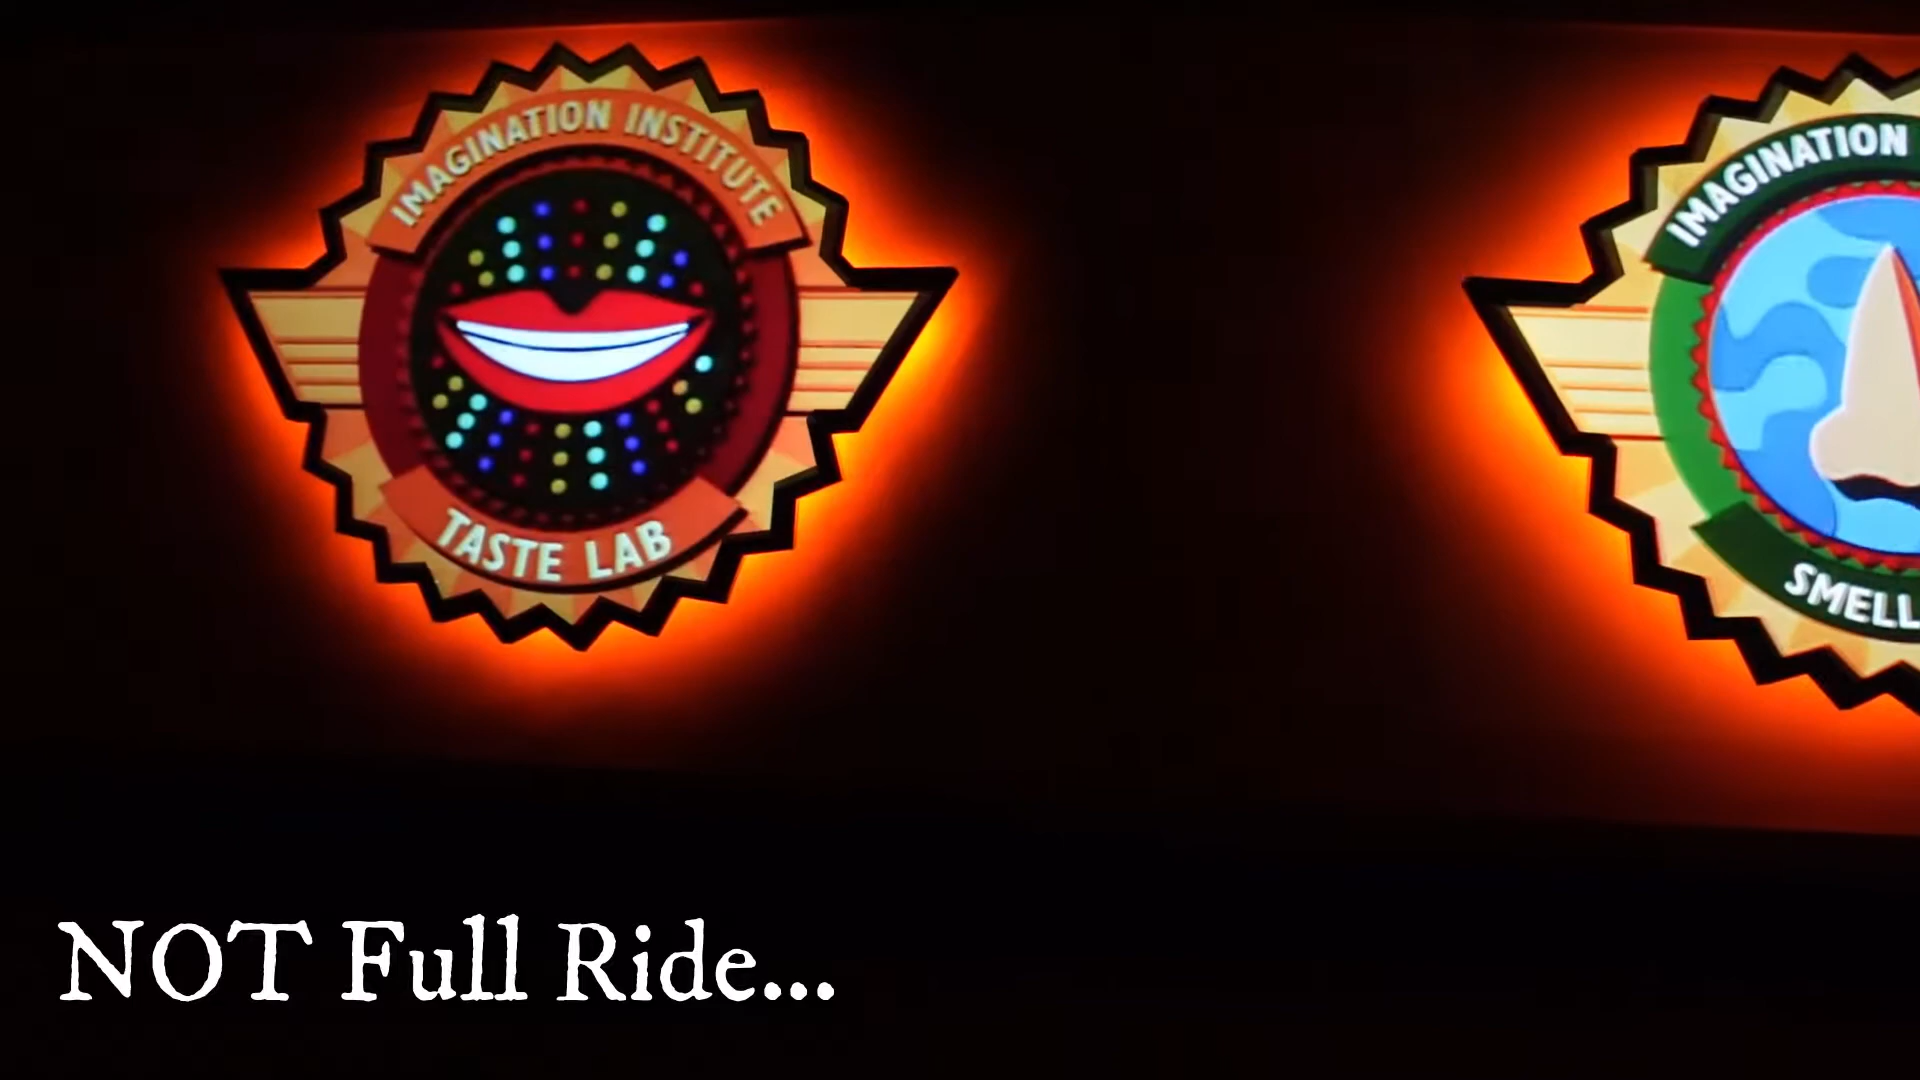 IMAGINATION INSTITUTE
TASTE LAB
IMAGINATION
SMELL
NOT Full Ride...